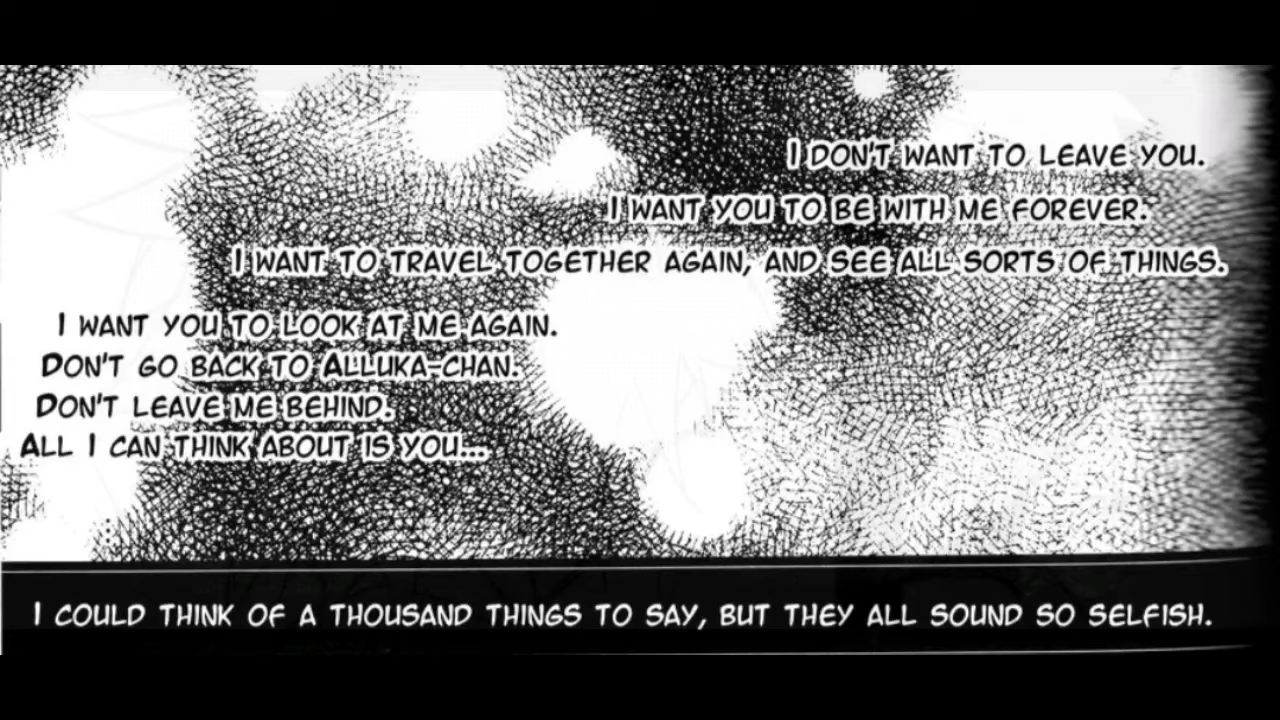 I DON'T WANT TO LEAVE YOU.
I WANT YOU TO BE WITH ME FOREVER.
I WANT TO TRAVEL TOGETHER AGAIN, AND SEE ALL SORTS OF THINGS.
I WANT YOU TO LOOK AT ME AGAIN.
DON'T GO BACK TO ALLUKA-CHAN.
DON'T LEAVE ME BEHIND.
ALL I CAN THINK ABOUT IS YOU...
I COULD THINK OF A THOUSAND THINGS TO SAY, BUT THEY ALL SOUND SO SELFISH.